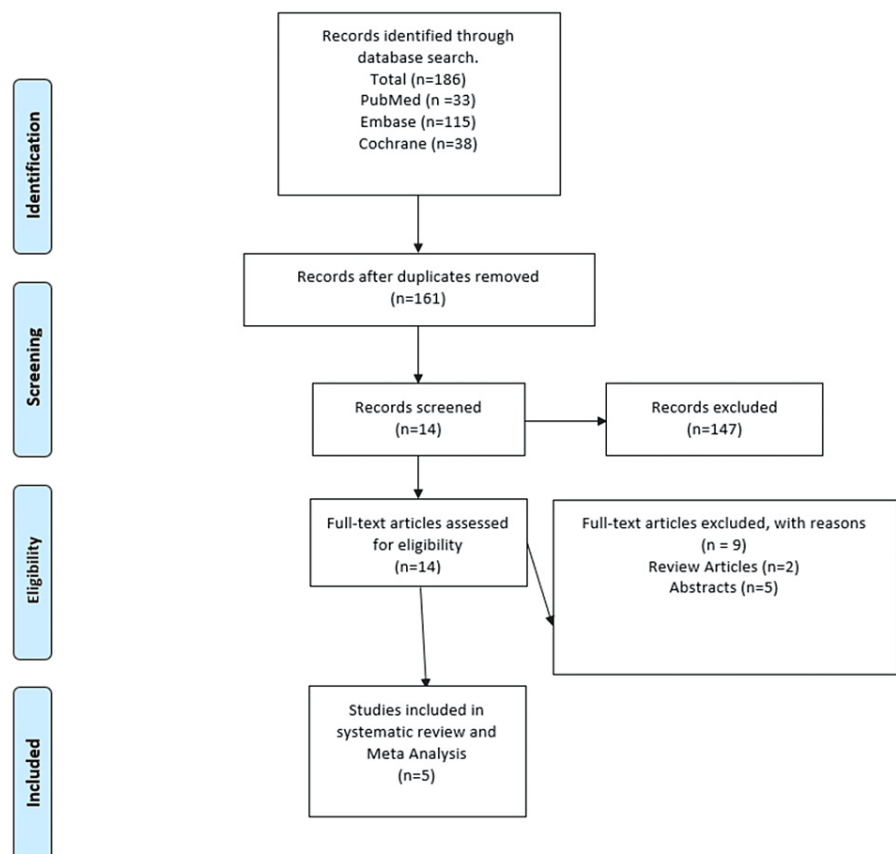 Identification
Records identified through
database search.
Total (n=186)
PubMed (n =33)
Embase (n=115)
Cochrane (n=38)
Records after duplicates removed
(n=161)
Screening
Records screened
(n=14)
Records excluded
(n=147)
Eligibility
Full-text articles assessed
for eligibility
(n=14)
Full-text articles excluded, with reasons
(n = 9)
Review Articles (n=2)
Abstracts (n=5)
Included
Studies included in
systematic review and
Meta Analysis
(n=5)